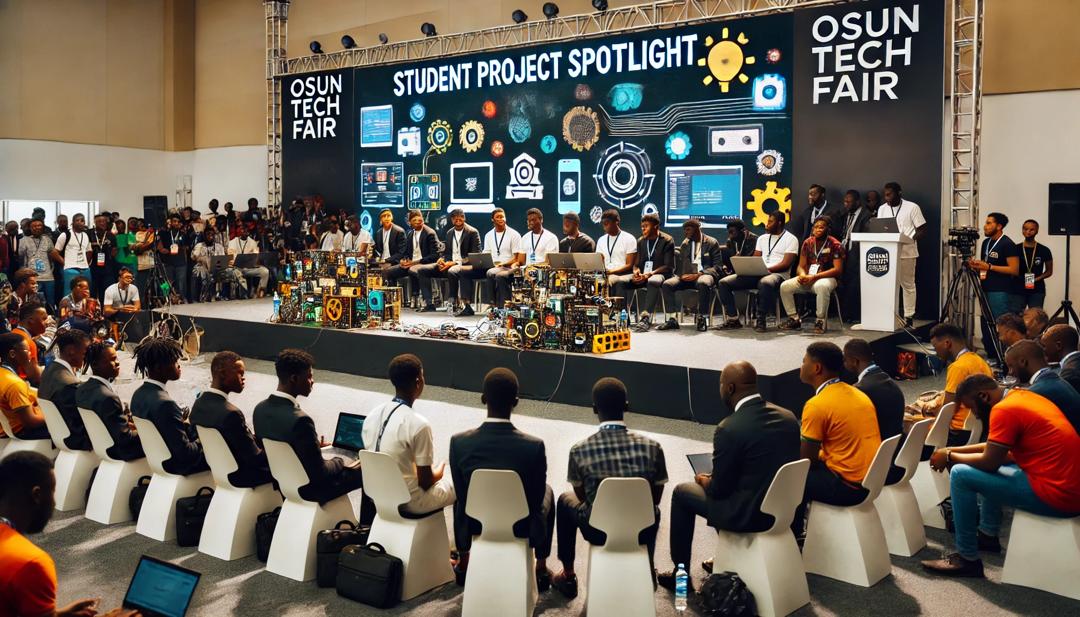 OSUN
TECH
FAIR
STUDENT PROJECT SPOTLIGHT
OSUN
TECH
FAIR